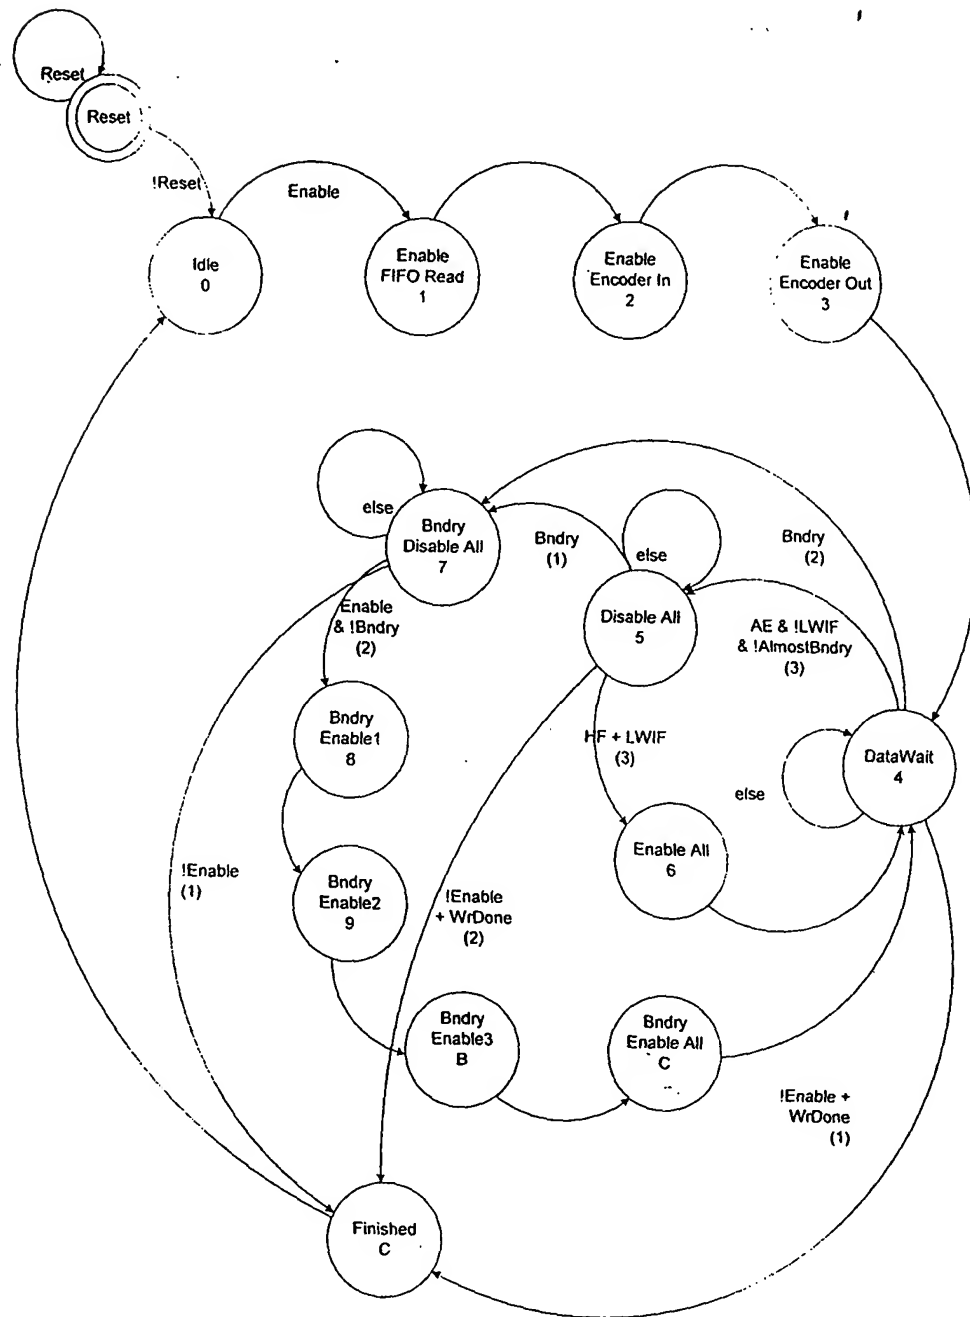 Reset
Reset
!Reset
Enable
Idle
0
Enable
FIFO Read
1
Enable
Encoder In
2
Enable
Encoder Out
3
else
Bndry
Disable All
7
Bndry
(1)
else
Bndry
(2)
Disable All
5
AE & !LWIF
& !AlmostBndry
(3)
Enable
& !Bndry
(2)
Bndry
Enable1
8
HF + LWIF
(3)
DataWait
4
else
Enable All
6
!Enable
(1)
Bndry
Enable2
9
!Enable
+ WrDone
(2)
Bndry
Enable3
B
Bndry
Enable All
C
!Enable +
WrDone
(1)
Finished
C